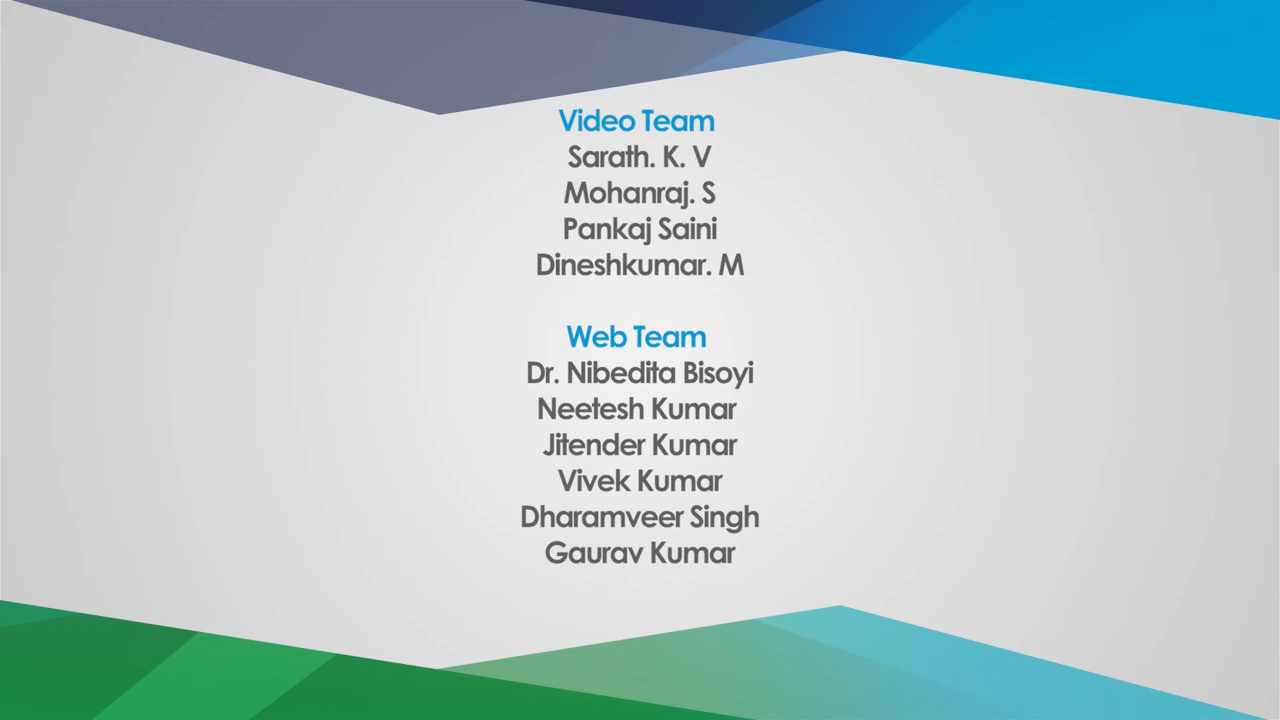 Video Team
Sarath. K. V
Mohanraj. S
Pankaj Saini
Dineshkumar. M
Web Team
Dr. Nibedita Bisoyi
Neetesh Kumar
Jitender Kumar
Vivek Kumar
Dharamveer Singh
Gaurav Kumar